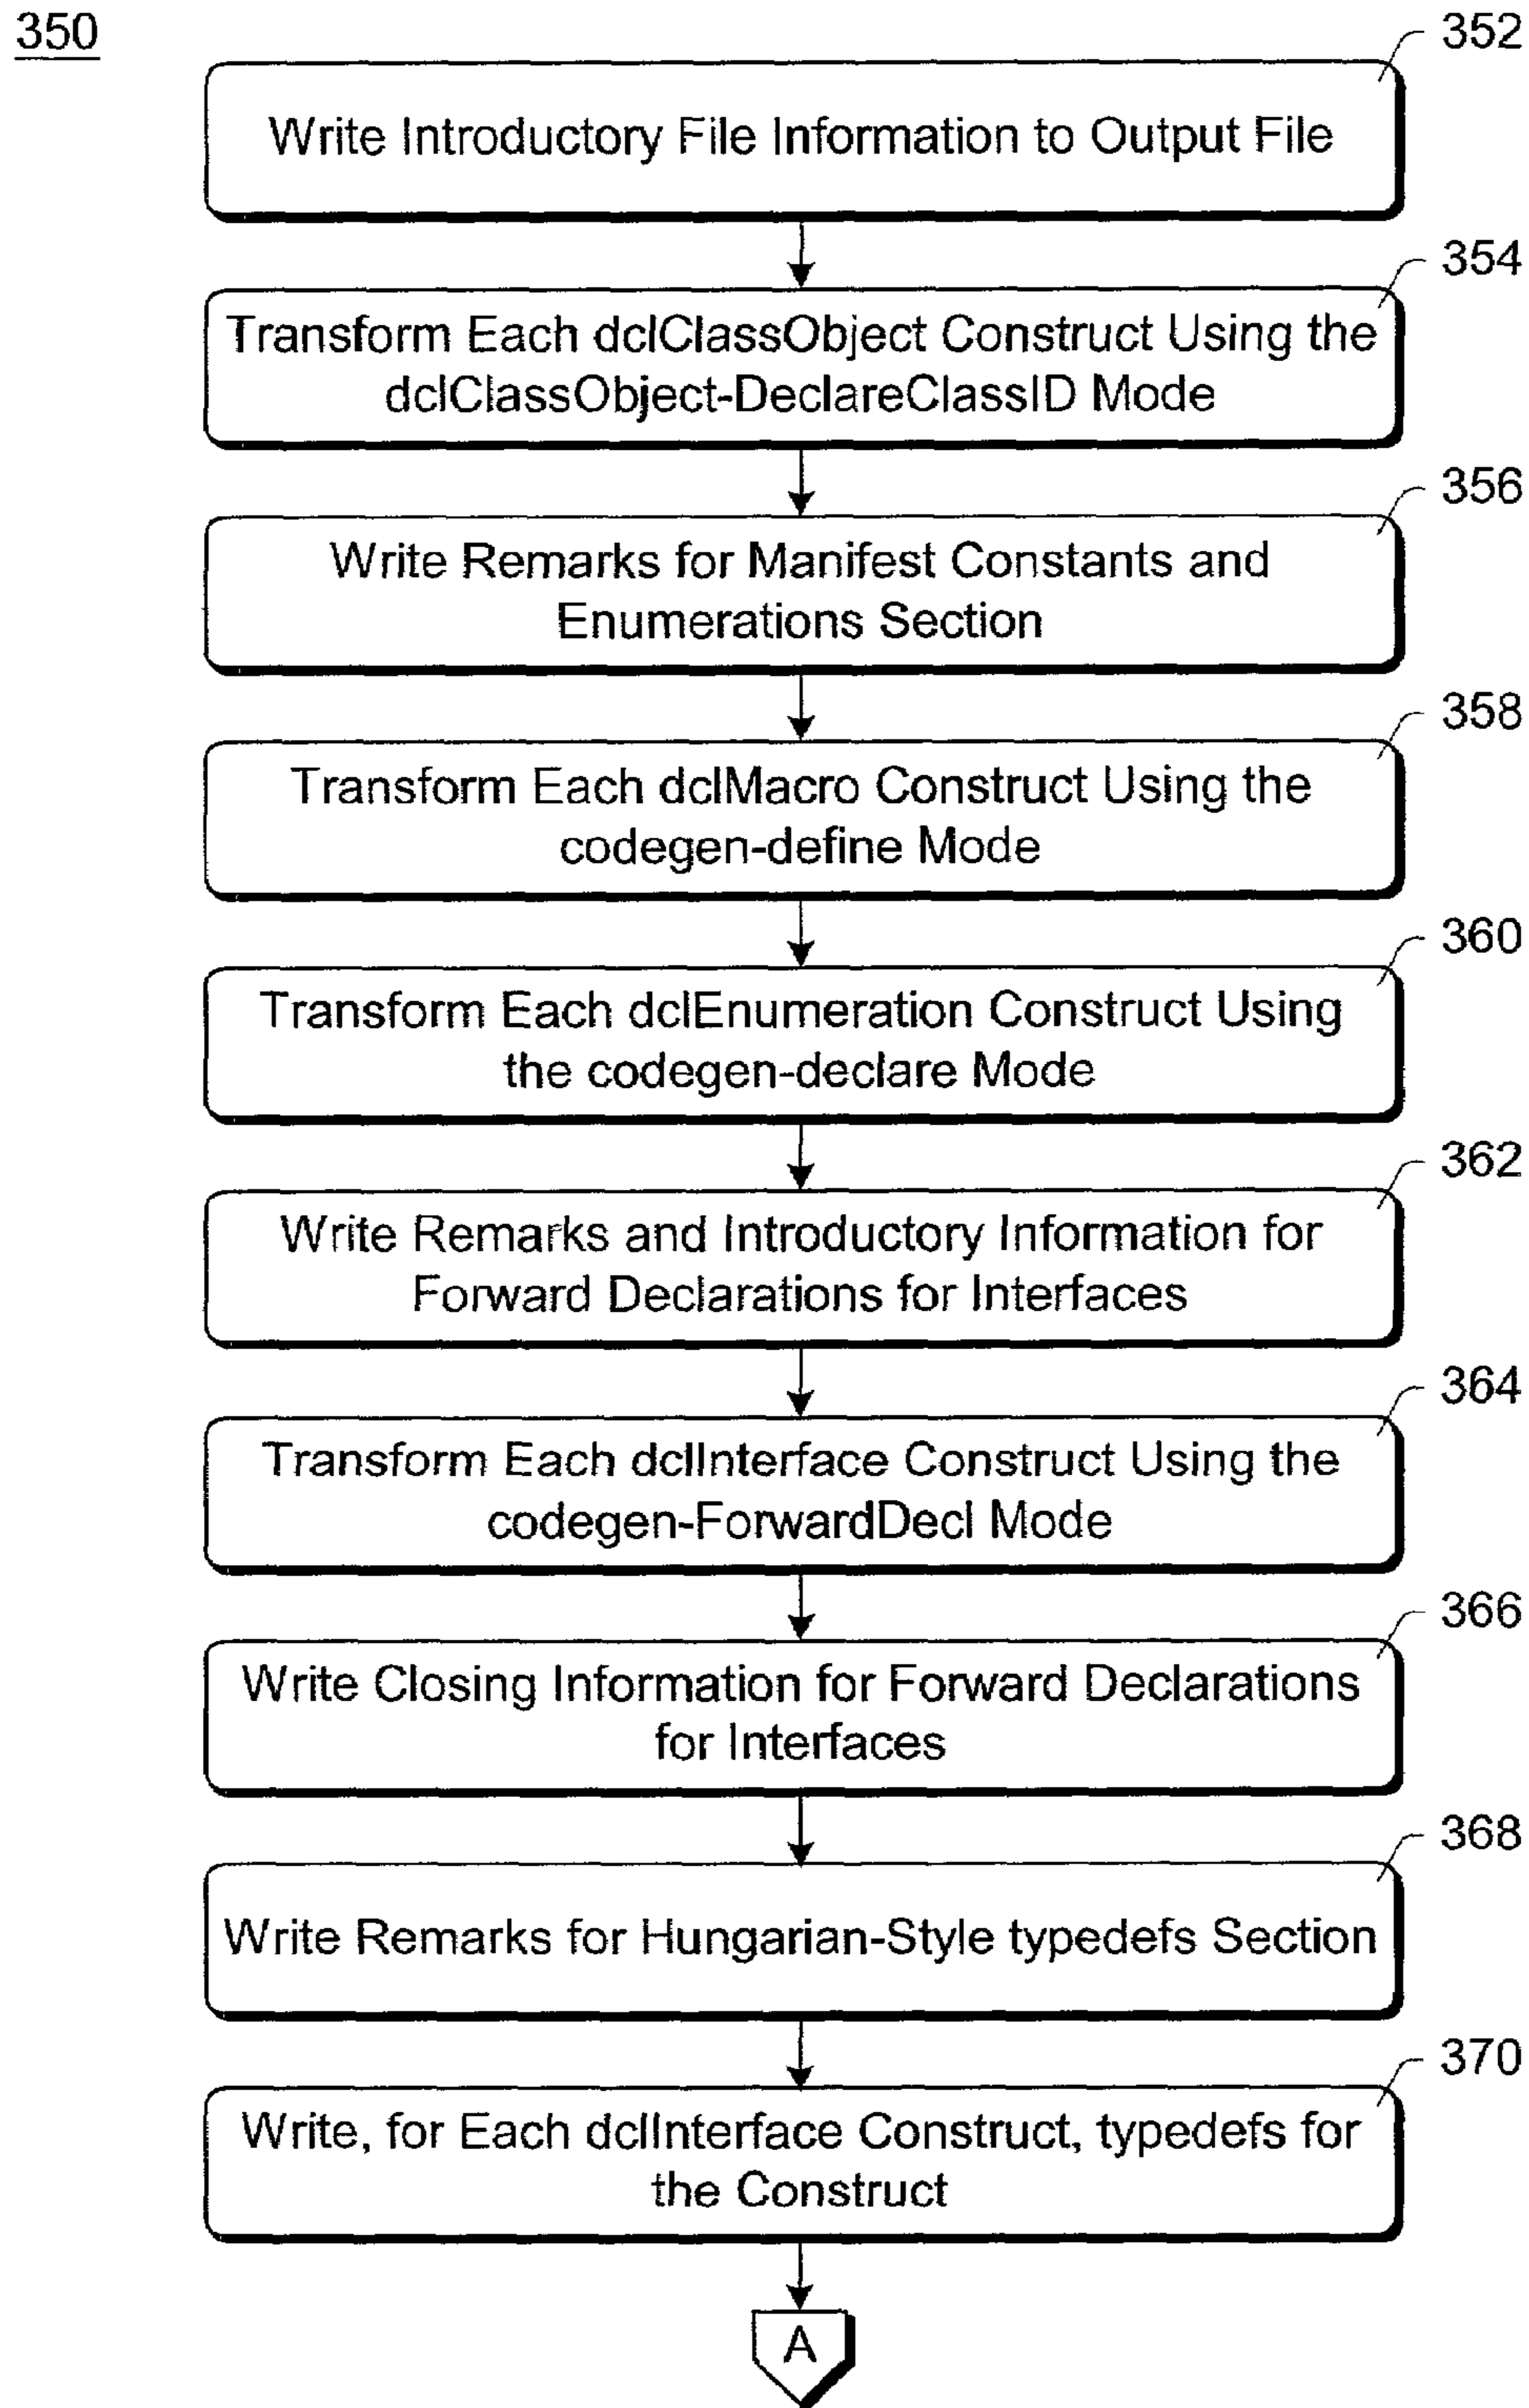 350
352
Write Introductory File Information to Output File
354
Transform Each dclClassObject Construct Using the
dclClassObject-DeclareClassID Mode
356
Write Remarks for Manifest Constants and
Enumerations Section
358
Transform Each dclMacro Construct Using the
codegen-define Mode
360
Transform Each dclEnumeration Construct Using
the codegen-declare Mode
362
Write Remarks and Introductory Information for
Forward Declarations for Interfaces
364
Transform Each dclInterface Construct Using the
codegen-ForwardDecl Mode
366
Write Closing Information for Forward Declarations
for Interfaces
368
Write Remarks for Hungarian-Style typedefs Section
370
Write, for Each dclInterface Construct, typedefs for
the Construct
A